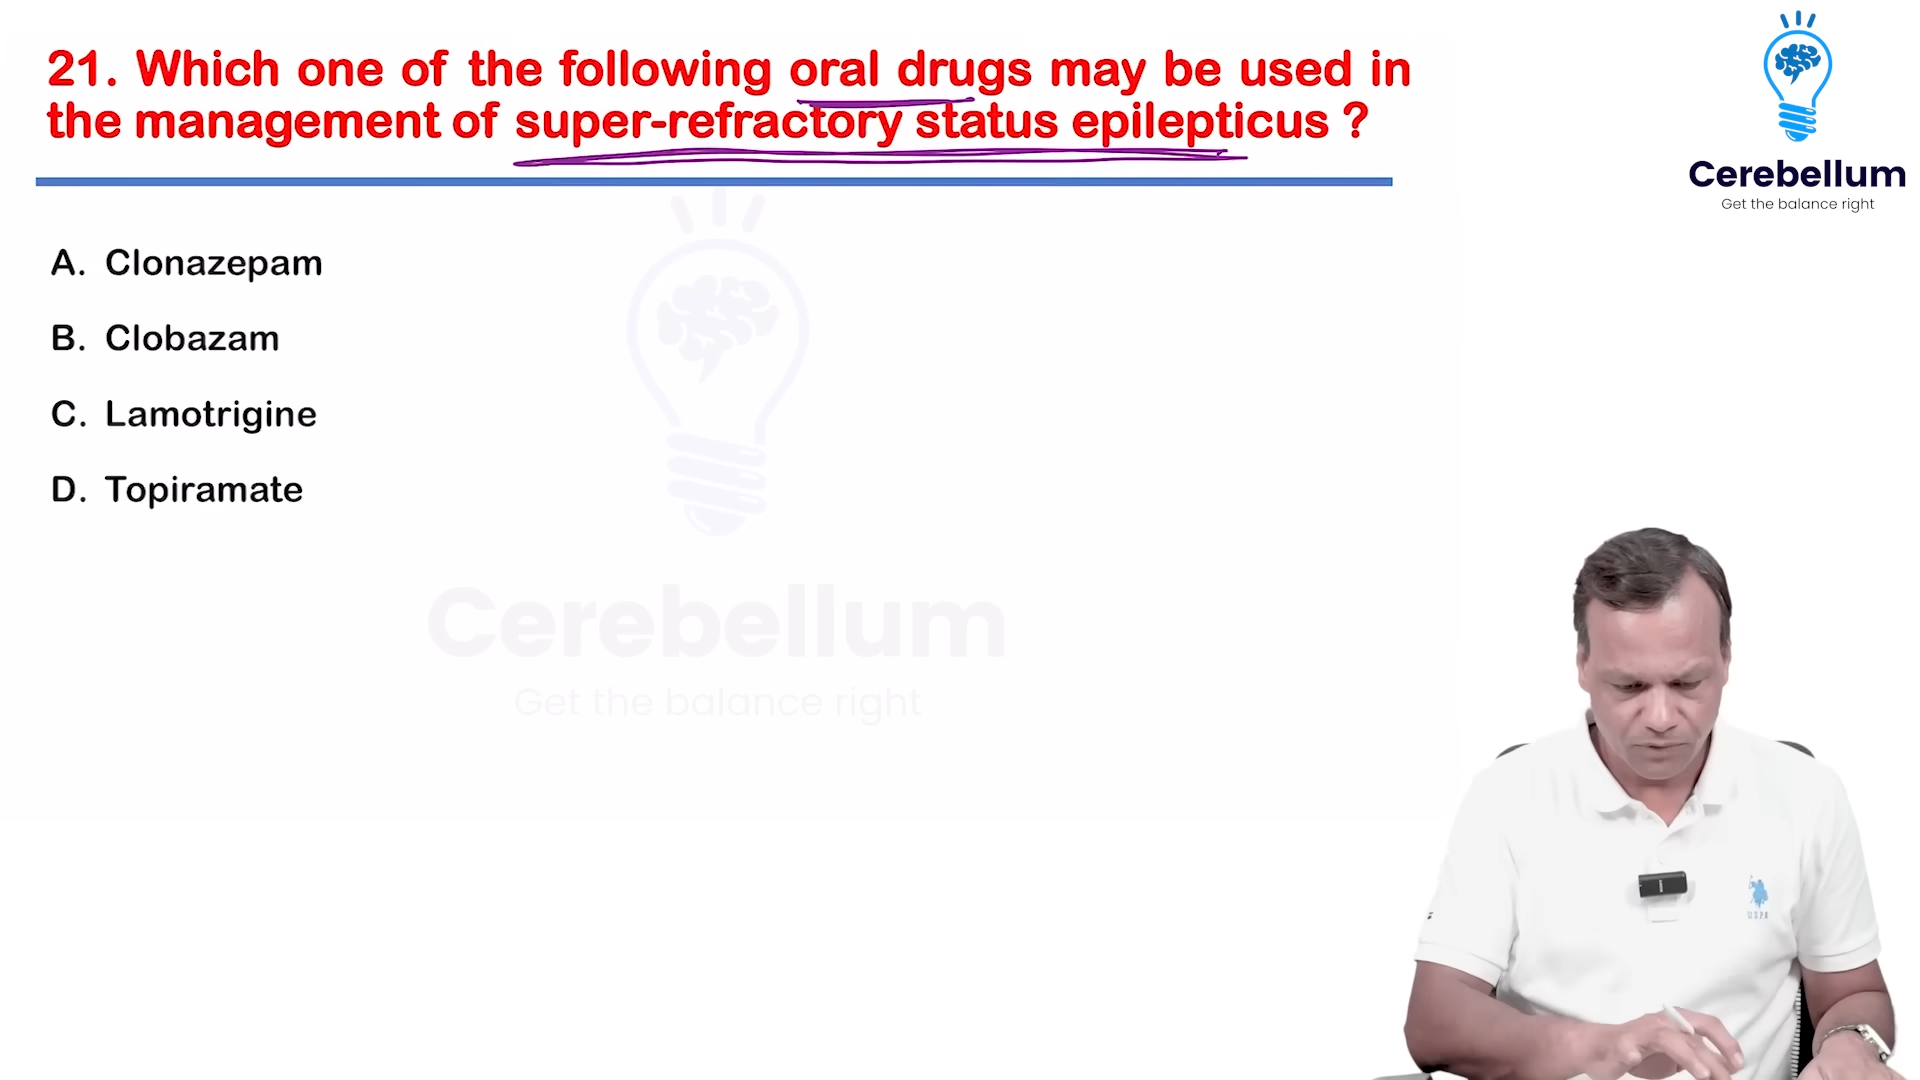 21. Which one of the following oral drugs may be used in
the management of super-refractory status epilepticus ?
Cerebellum
Get the balance right
A. Clonazepam
B. Clobazam
C. Lamotrigine
D. Topiramate
Cerebellum
Get the balance right
USPA